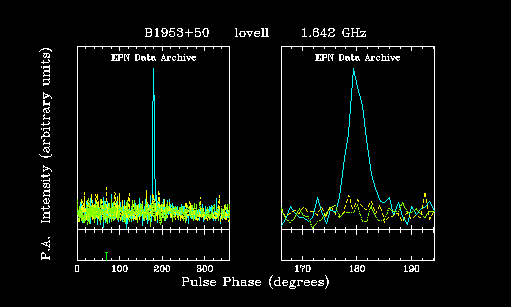 B1953+50 lovell 1.642 GHz
EPN Data Archive EPN Data Archive
P.A. Intensity (arbitrary units)
0 100 200 300 170 180 190
Pulse Phase (degrees)